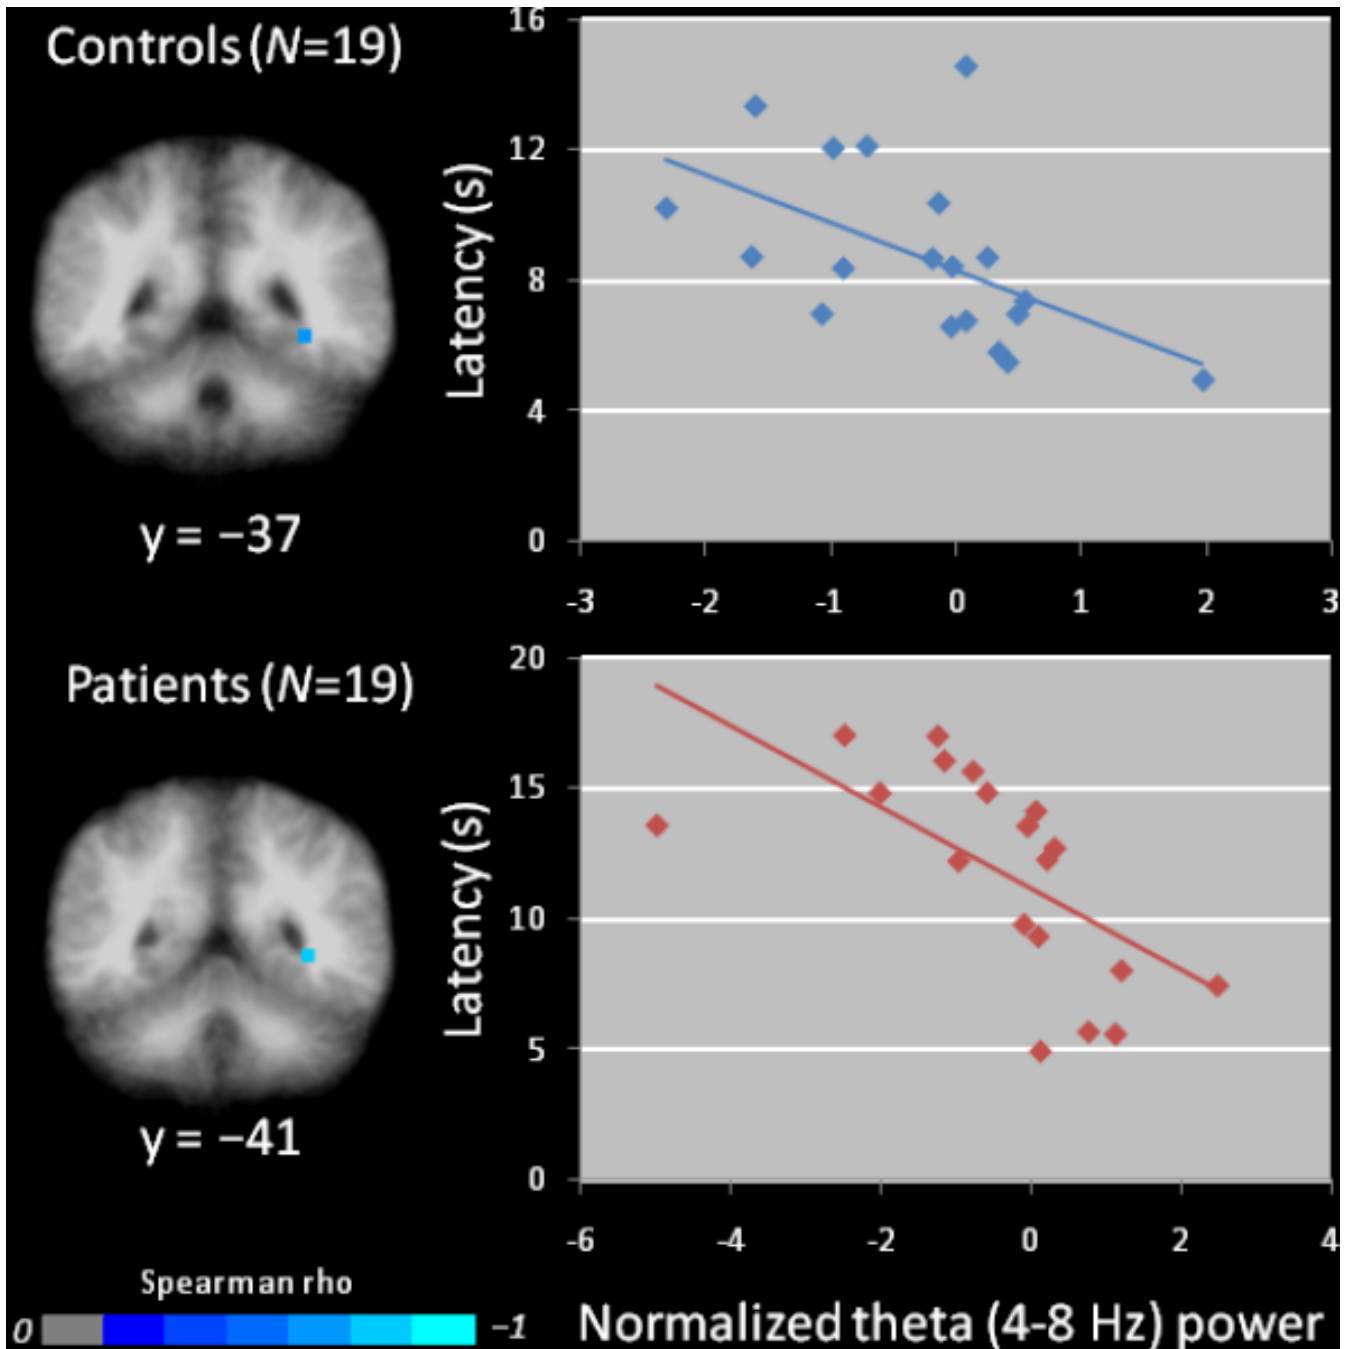 Controls (N=19)
y = −37
Latency (s)
16
12
8
4
0
-3 -2 -1 0 1 2 3
Patients (N=19)
y = −41
Latency (s)
20
15
10
5
0
-6 -4 -2 0 2 4
Spearman rho
0 −1
Normalized theta (4-8 Hz) power